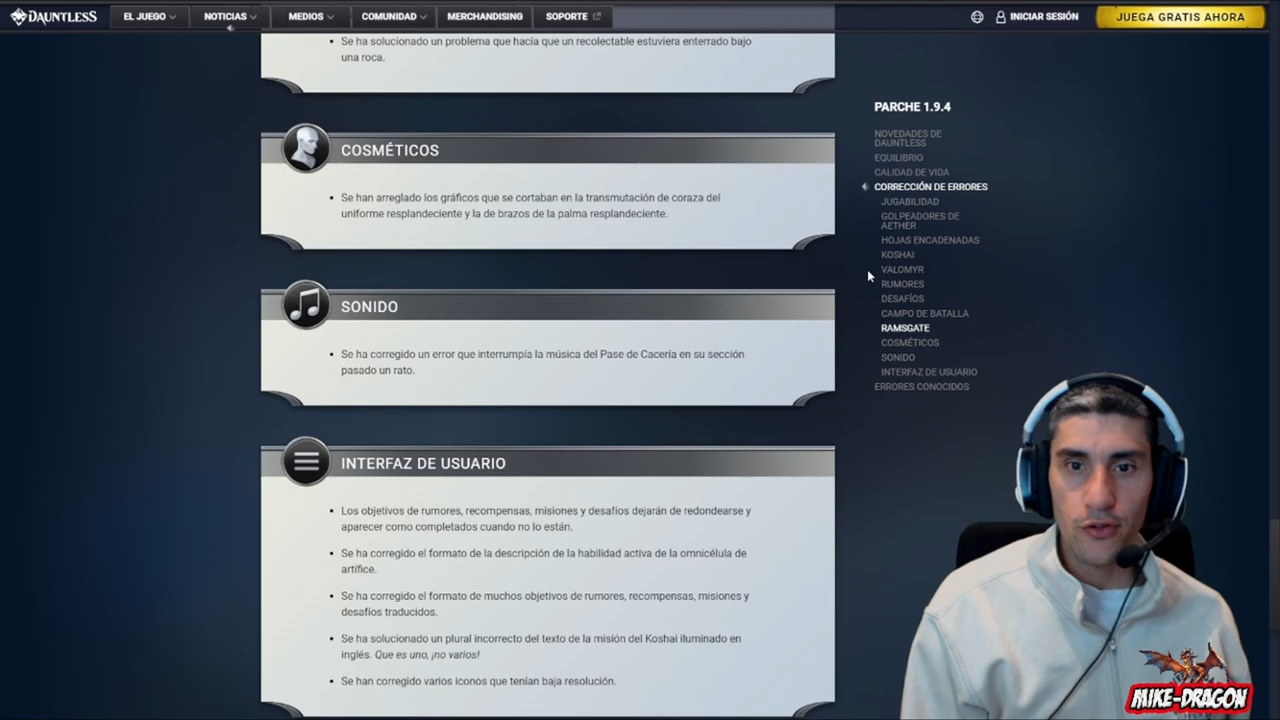 DAUNTLESS
EL JUEGO
NOTICIAS
MEDIOS
COMUNIDAD
MERCHANDISING
SOPORTE
INICIAR SESIÓN
JUEGA GRATIS AHORA
• Se ha solucionado un problema que hacía que un recolectable estuviera enterrado bajo
una roca.
COSMÉTICOS
• Se han arreglado los gráficos que se cortaban en la transmutación de coraza del
uniforme resplandeciente y la de brazos de la palma resplandeciente.
SONIDO
• Se ha corregido un error que interrumpía la música del Pase de Cacería en su sección
pasado un rato.
INTERFAZ DE USUARIO
• Los objetivos de rumores, recompensas, misiones y desafíos dejarán de redondearse y
aparecer como completados cuando no lo están.
• Se ha corregido el formato de la descripción de la habilidad activa de la omnicélula de
artífice.
• Se ha corregido el formato de muchos objetivos de rumores, recompensas, misiones y
desafíos traducidos.
• Se ha solucionado un plural incorrecto del texto de la misión del Koshai iluminado en
inglés. Que es uno, ¡no varios!
• Se han corregido varios iconos que tenían baja resolución.
PARCHE 1.9.4
NOVEDADES DE
DAUNTLESS
EQUILIBRIO
CALIDAD DE VIDA
CORRECCIÓN DE ERRORES
JUGABILIDAD
GOLPEADORES DE
AETHER
HOJAS ENCADENADAS
KOSHAI
VALOMYR
RUMORES
DESAFÍOS
CAMPO DE BATALLA
RAMSGATE
COSMÉTICOS
SONIDO
INTERFAZ DE USUARIO
ERRORES CONOCIDOS
MIKE-DRAGON